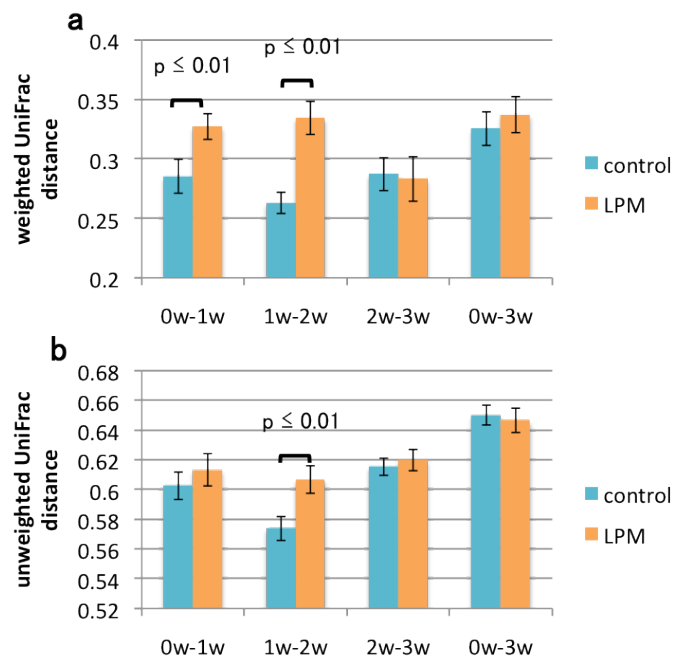 a
0.4
p ≤ 0.01
p ≤ 0.01
0.35
0.3
0.25
0.2
weighted UniFrac
distance
control
LPM
0w-1w
1w-2w
2w-3w
0w-3w
b
0.68
0.66
0.64
0.62
0.6
0.58
0.56
0.54
0.52
p ≤ 0.01
unweighted UniFrac
distance
control
LPM
0w-1w
1w-2w
2w-3w
0w-3w